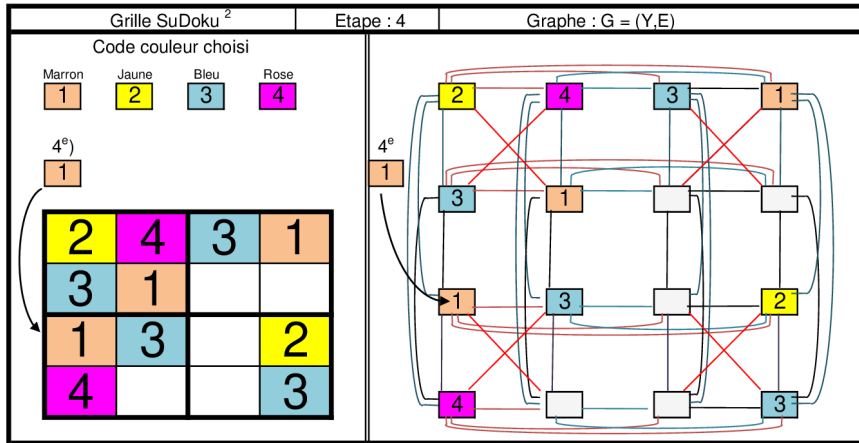 Grille SuDoku 2 Etape : 4 Graphe : G = (Y,E)
Code couleur choisi
Marron Jaune Bleu Rose
1 2 3 4
4e)
1
2 4 3 1
3 1
1 3 2
4 3
4e
1
2 4 3 1
3 1
1 3 2
4 3